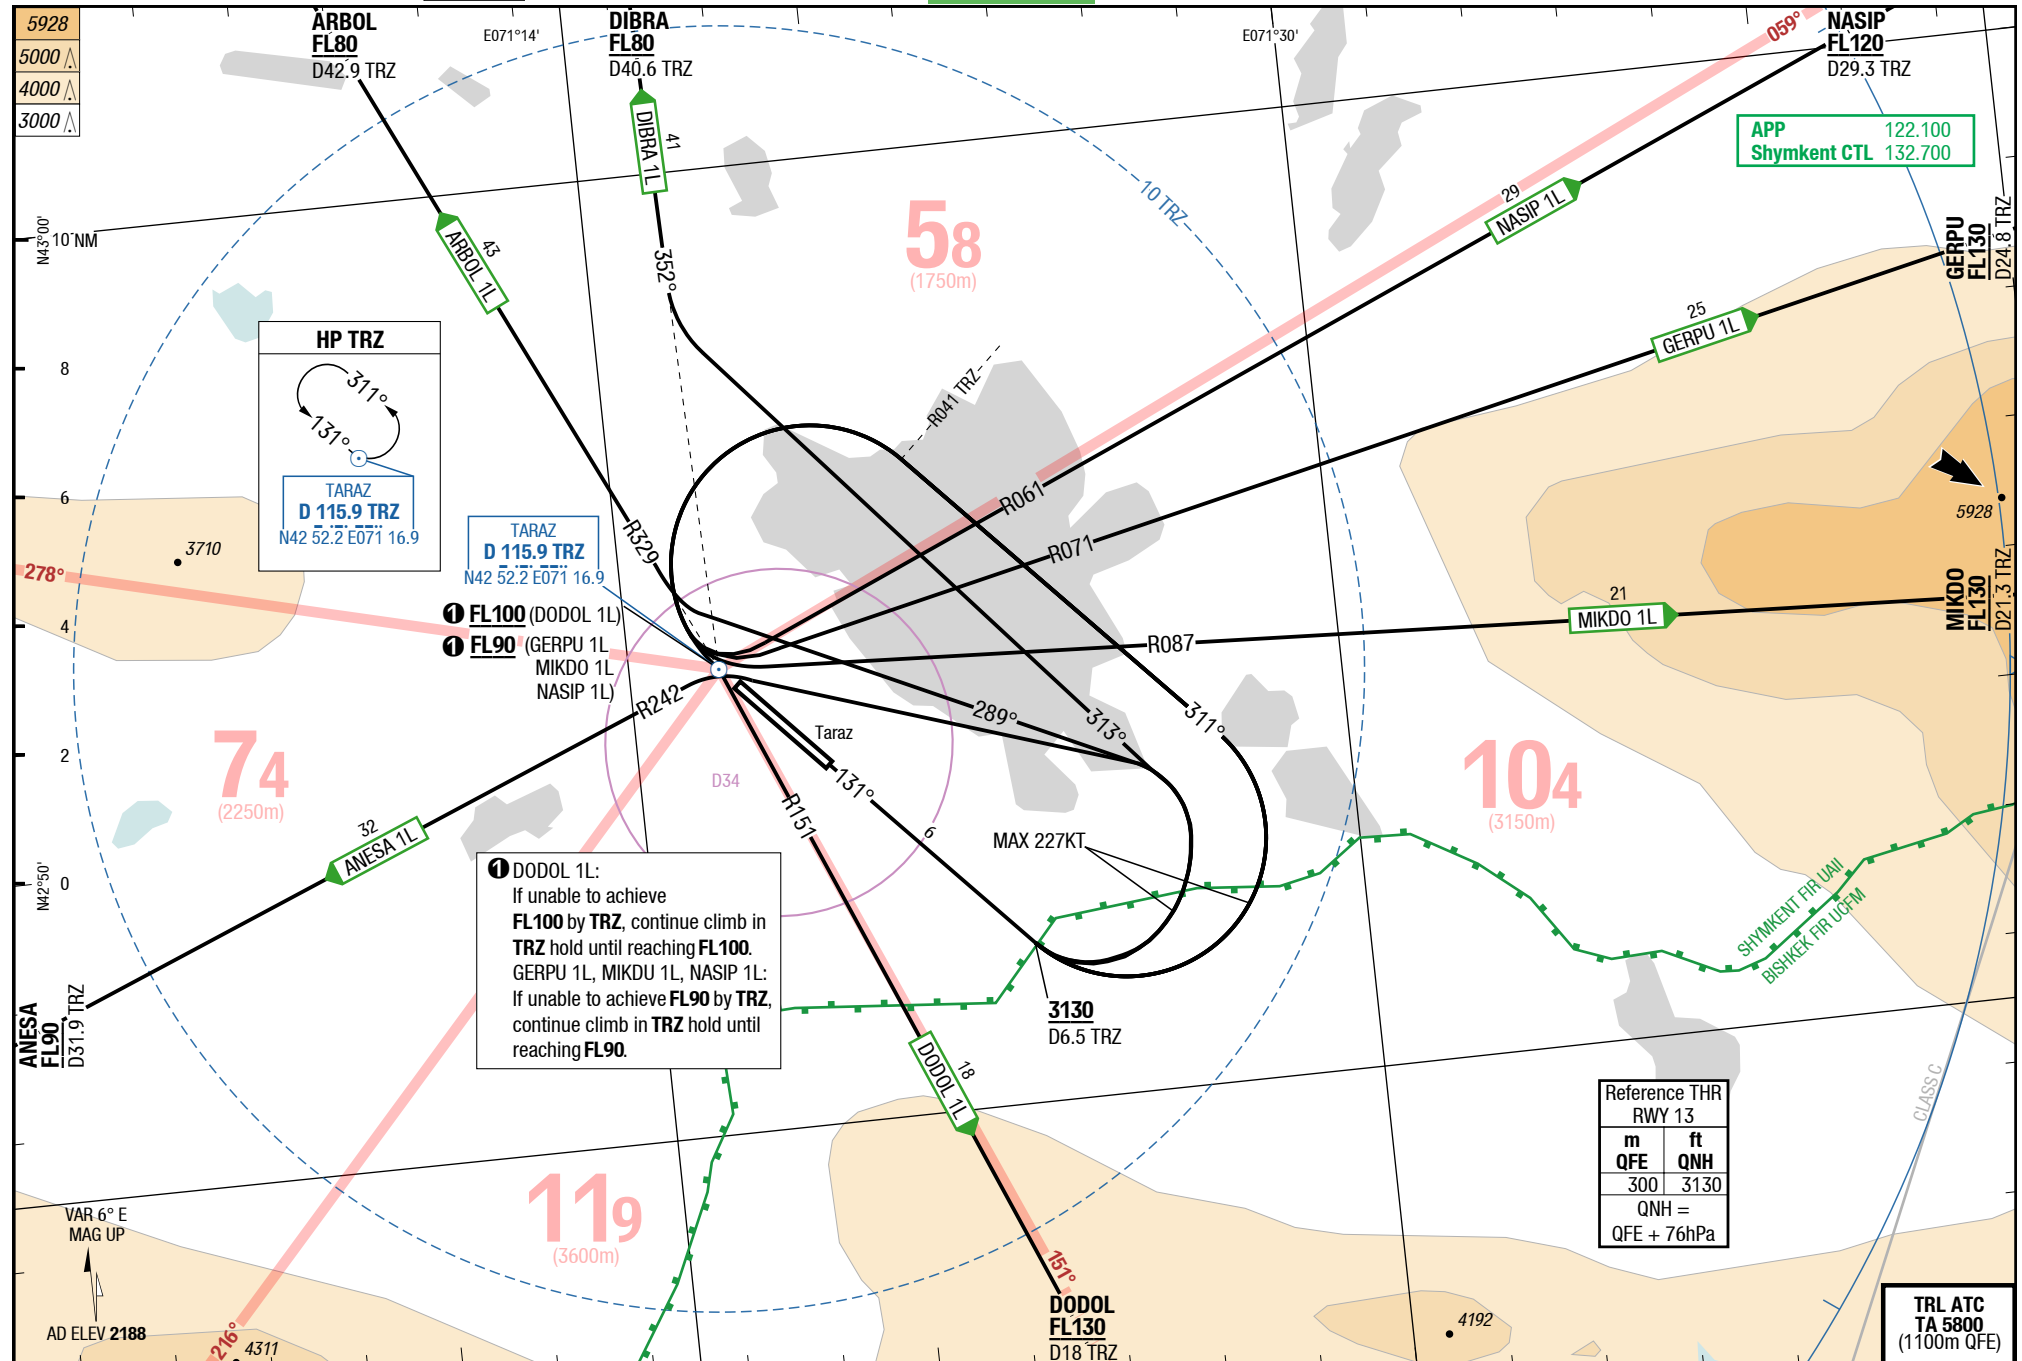 5928
5000
4000
3000
ARBOL
FL80
D42.9 TRZ
E071°14'
DIBRA
FL80
D40.6 TRZ
E071°30'
059°
NASIP
FL120
D29.3 TRZ
APP 122.100
Shymkent CTL 132.700
DIBRA 1L
41
10 TRZ
29
NASIP 1L
N43°00'
10 NM
ARBOL 1L
43
352°
58
(1750m)
GERPU
FL130
D24.8 TRZ
25
GERPU 1L
HP TRZ
311°
131°
TARAZ
D 115.9 TRZ
N42 52.2 E071 16.9
8
R041 TRZ
6
R329
R061
R071
5928
3710
278°
TARAZ
D 115.9 TRZ
N42 52.2 E071 16.9
1 FL100 (DODOL 1L)
1 FL90 (GERPU 1L
MIKDO 1L
NASIP 1L)
4
21
MIKDO 1L
MIKDO
FL130
D21.3 TRZ
R087
R242
289°
313°
311°
Taraz
74
(2250m)
2
D34
131°
104
(3150m)
R151
6
MAX 227KT
32
ANESA 1L
N42°50'
0
1 DODOL 1L:
If unable to achieve
FL100 by TRZ, continue climb in
TRZ hold until reaching FL100.
GERPU 1L, MIKDU 1L, NASIP 1L:
If unable to achieve FL90 by TRZ,
continue climb in TRZ hold until
reaching FL90.
SHYMKENT FIR UAII
BISHKEK FIR UCFM
ANESA
FL90
D31.9 TRZ
3130
D6.5 TRZ
DODOL 1L
18
CLASS C
Reference THR
RWY 13
m ft
QFE QNH
300 3130
QNH =
QFE + 76hPa
119
(3600m)
VAR 6° E
MAG UP
AD ELEV 2188
216°
4311
151°
DODOL
FL130
D18 TRZ
4192
TRL ATC
TA 5800
(1100m QFE)